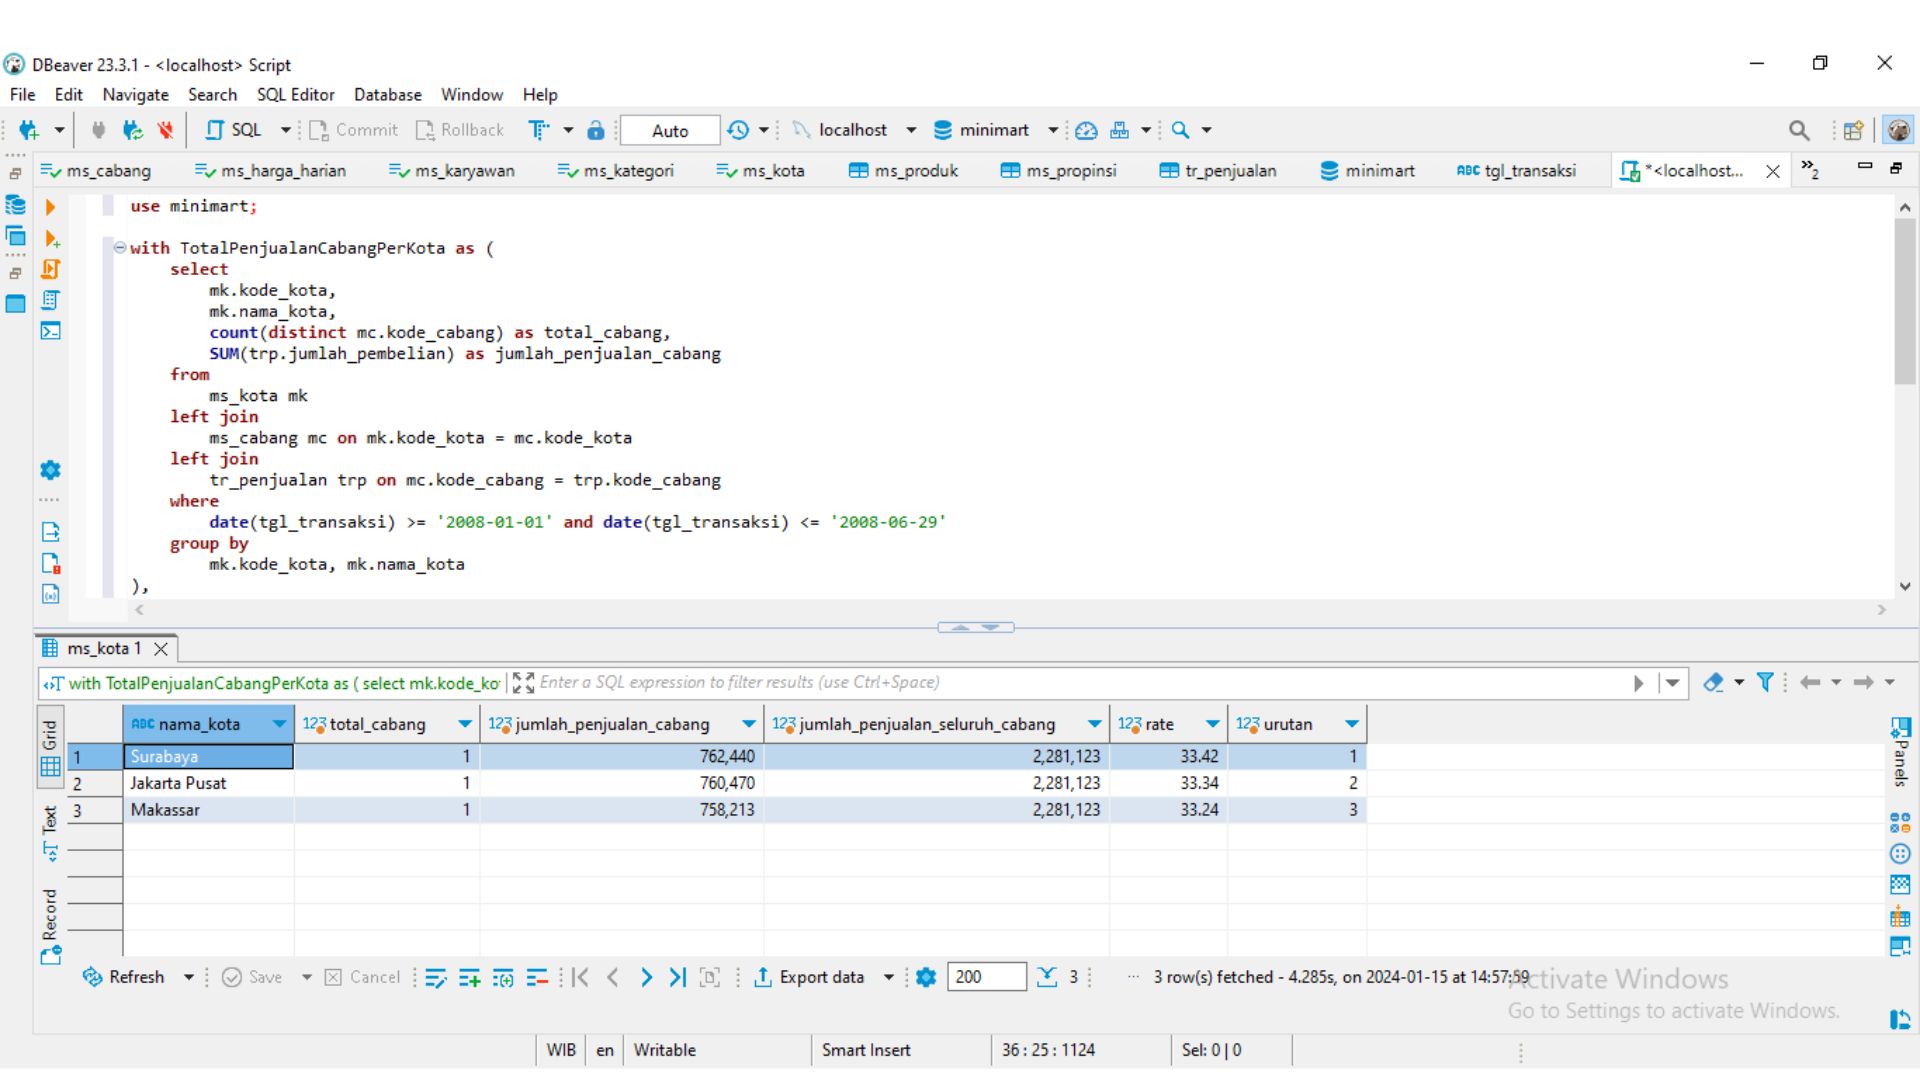 DBeaver 23.3.1 - <localhost> Script
File Edit Navigate Search SQL Editor Database Window Help
SQL Commit Rollback Auto localhost minimart
ms_cabang ms_harga_harian ms_karyawan ms_kategori ms_kota ms_produk ms_propinsi tr_penjualan minimart ABC tgl_transaksi *<localhost... »2
use minimart;
with TotalPenjualanCabangPerKota as (
select
mk.kode_kota,
mk.nama_kota,
count(distinct mc.kode_cabang) as total_cabang,
SUM(trp.jumlah_pembelian) as jumlah_penjualan_cabang
from
ms_kota mk
left join
ms_cabang mc on mk.kode_kota = mc.kode_kota
left join
tr_penjualan trp on mc.kode_cabang = trp.kode_cabang
where
date(tgl_transaksi) >= '2008-01-01' and date(tgl_transaksi) <= '2008-06-29'
group by
mk.kode_kota, mk.nama_kota
),
ms_kota 1
with TotalPenjualanCabangPerKota as ( select mk.kode_ko Enter a SQL expression to filter results (use Ctrl+Space)
Grid
Text
Record
ABC nama_kota 123 total_cabang 123 jumlah_penjualan_cabang 123 jumlah_penjualan_seluruh_cabang 123 rate 123 urutan
1 Surabaya 1 762,440 2,281,123 33.42 1
2 Jakarta Pusat 1 760,470 2,281,123 33.34 2
3 Makassar 1 758,213 2,281,123 33.24 3
Panels
Refresh Save Cancel Export data 200 3 ... 3 row(s) fetched - 4.285s, on 2024-01-15 at 14:57:59
Activate Windows
Go to Settings to activate Windows.
WIB en Writable Smart Insert 36 : 25 : 1124 Sel: 0 | 0